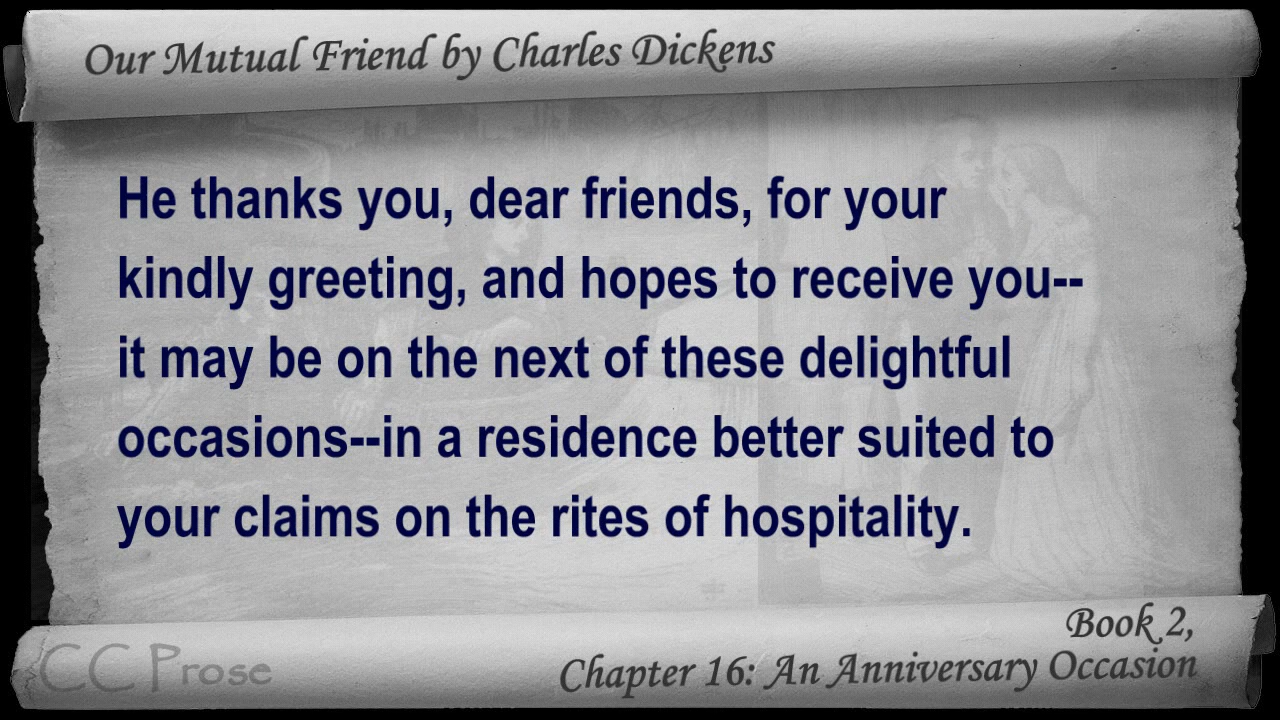 Our Mutual Friend by Charles Dickens
He thanks you, dear friends, for your
kindly greeting, and hopes to receive you--
it may be on the next of these delightful
occasions--in a residence better suited to
your claims on the rites of hospitality.
Book 2,
Chapter 16: An Anniversary Occasion
CC Prose